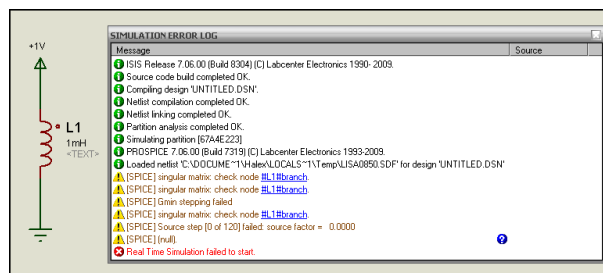 +1V
L1
1mH
<TEXT>
SIMULATION ERROR LOG
Message Source
ISIS Release 7.06.00 (Build 8304) (C) Labcenter Electronics 1990- 2009.
Source code build completed OK.
Compiling design 'UNTITLED.DSN'.
Netlist compilation completed OK.
Netlist linking completed OK.
Partition analysis completed OK.
Simulating partition [67A4E223]
PROSPICE 7.06.00 (Build 7319) (C) Labcenter Electronics 1993-2009.
Loaded netlist 'C:\DOCUME~1\Halex\LOCALS~1\Temp\LISA0850.SDF' for design 'UNTITLED.DSN'
[SPICE] singular matrix: check node #L1#branch.
[SPICE] singular matrix: check node #L1#branch.
[SPICE] Gmin stepping failed
[SPICE] singular matrix: check node #L1#branch.
[SPICE] Source step [0 of 120] failed: source factor = 0.0000
[SPICE] (null).
Real Time Simulation failed to start.